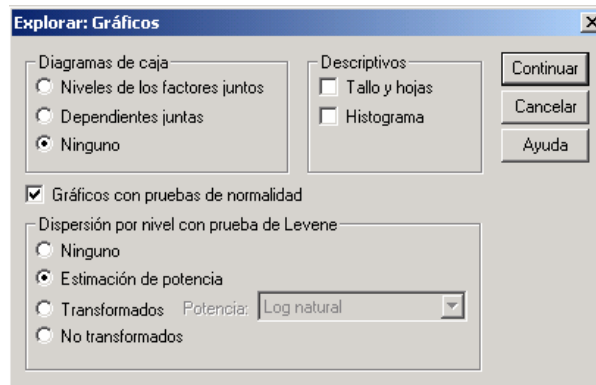 Explorar: Gráficos
Diagramas de caja
Niveles de los factores juntos
Dependientes juntas
Ninguno
Descriptivos
Tallo y hojas
Histograma
Continuar
Cancelar
Ayuda
Gráficos con pruebas de normalidad
Dispersión por nivel con prueba de Levene
Ninguno
Estimación de potencia
Transformados Potencia: Log natural
No transformados